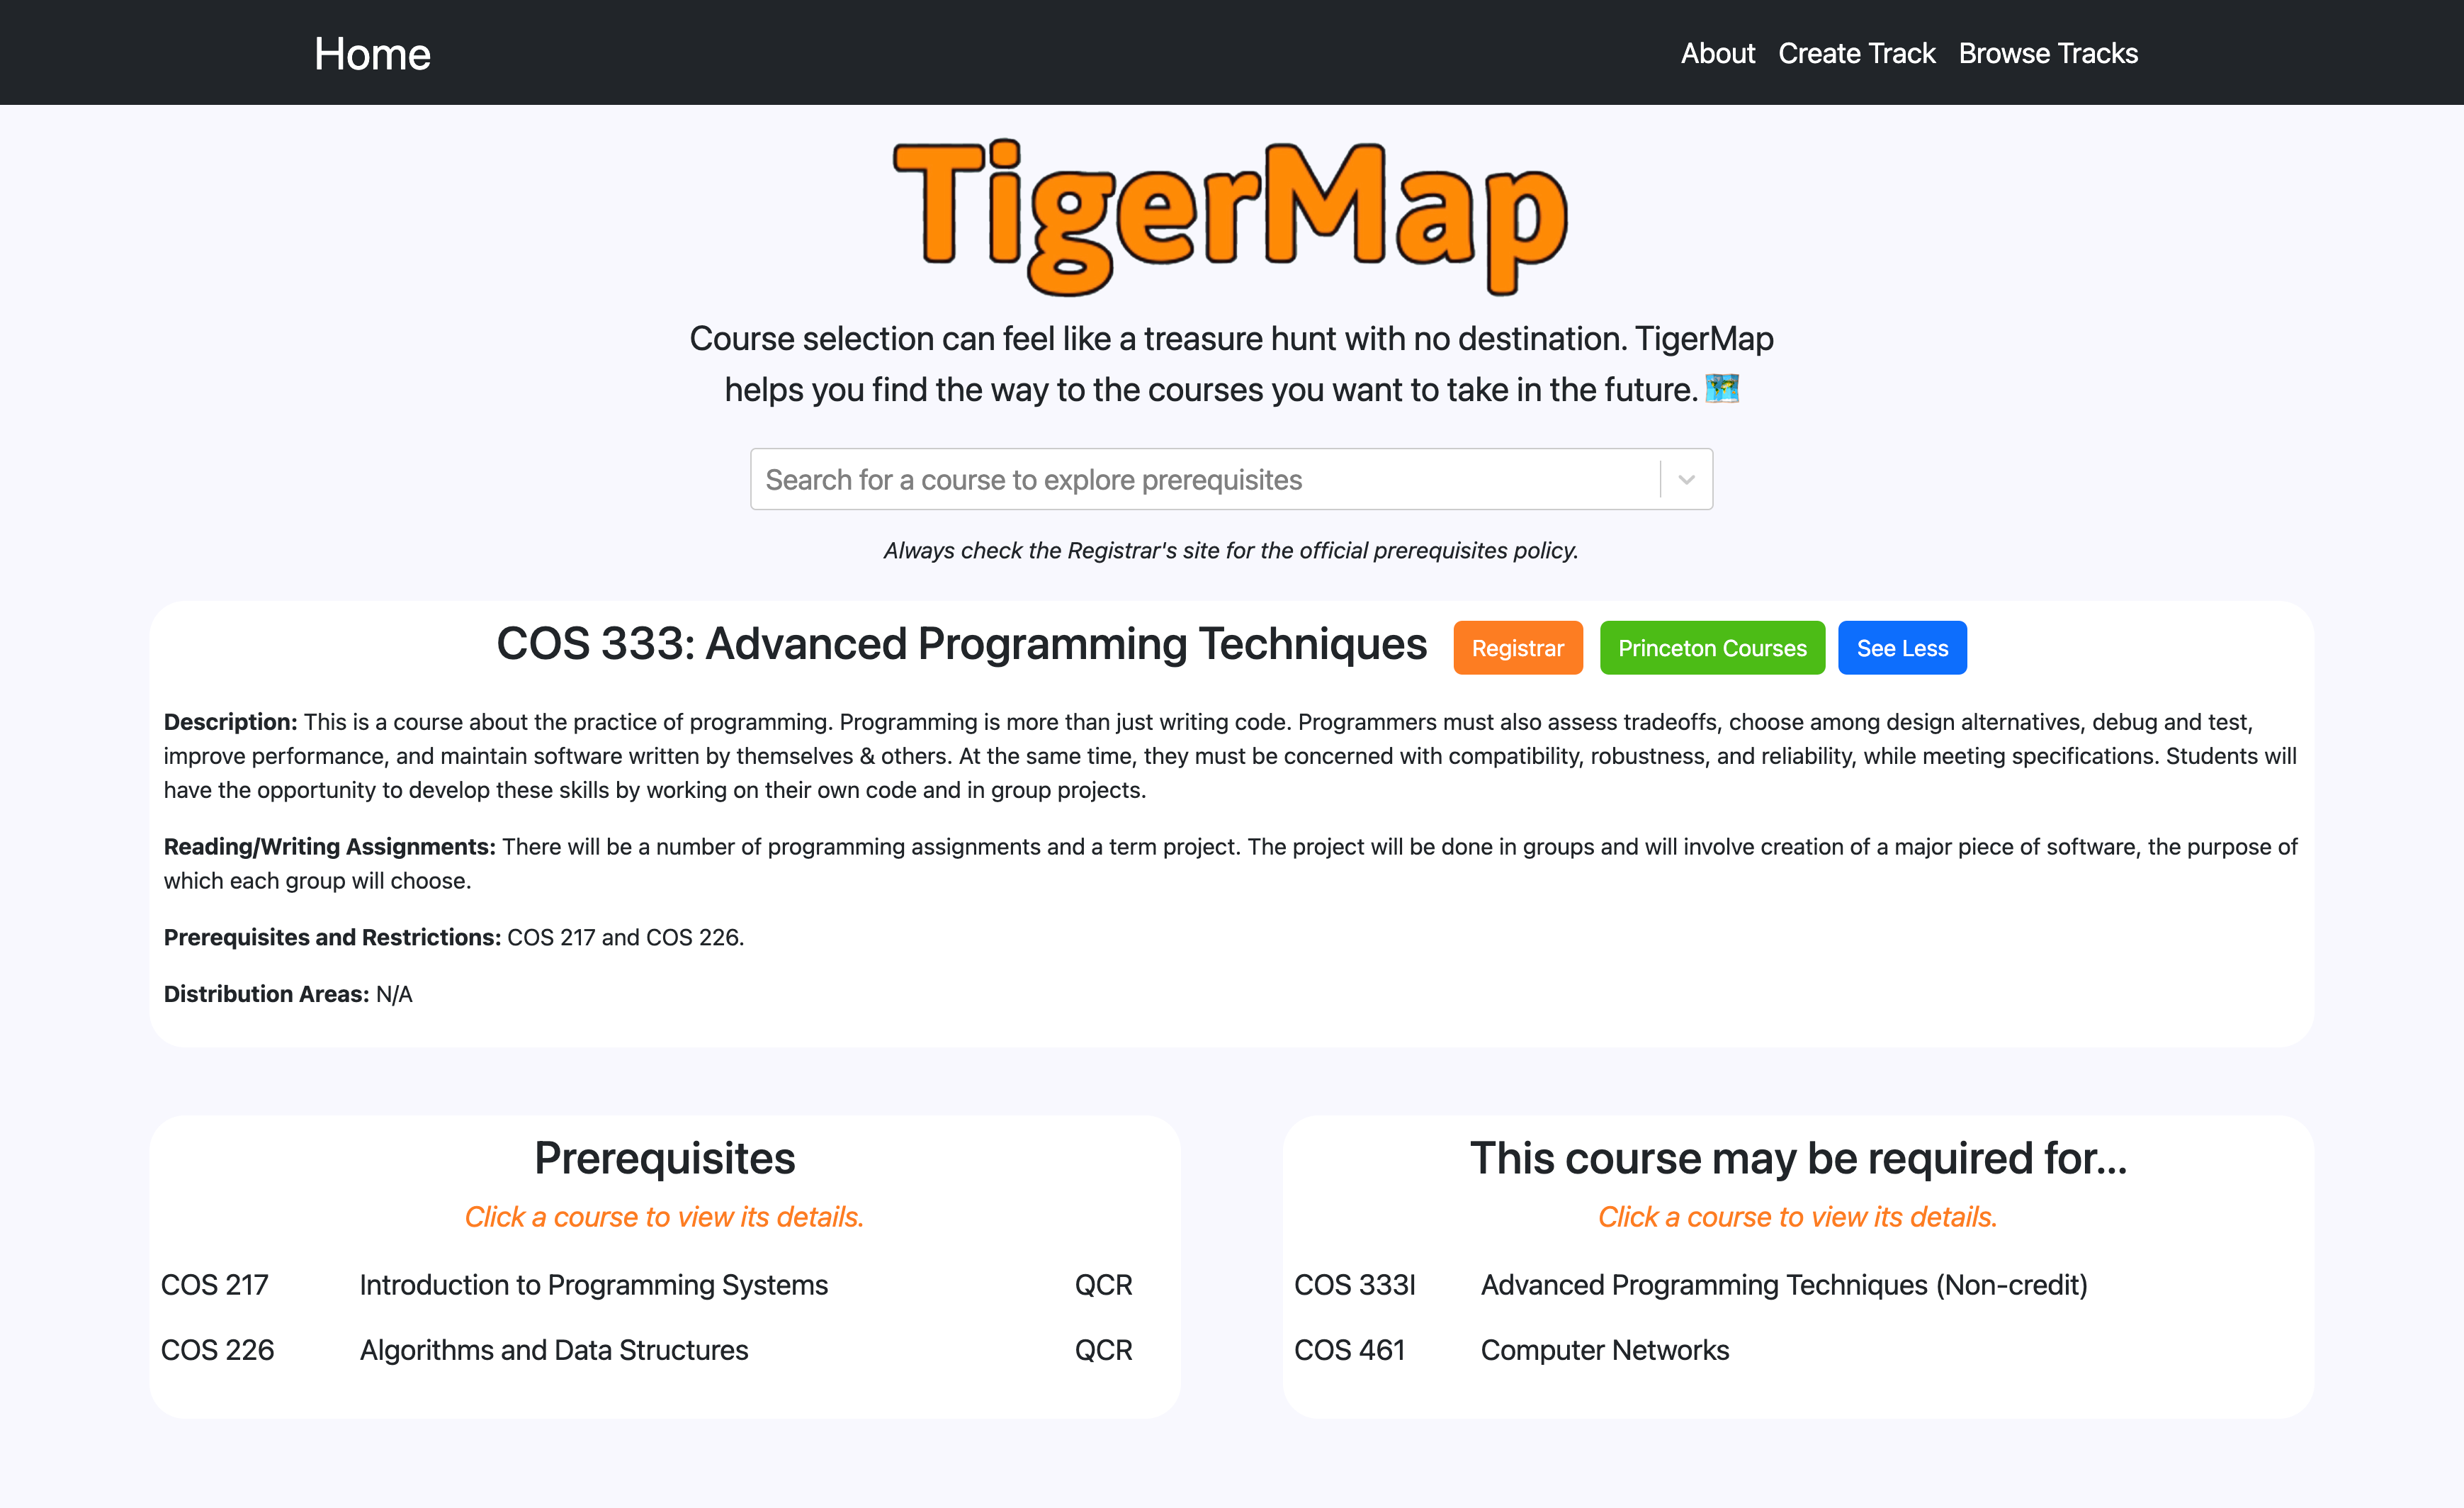 Home
About Create Track Browse Tracks
TigerMap
Course selection can feel like a treasure hunt with no destination. TigerMap
helps you find the way to the courses you want to take in the future. 🗺️
Search for a course to explore prerequisites
Always check the Registrar's site for the official prerequisites policy.
COS 333: Advanced Programming Techniques Registrar Princeton Courses See Less
Description: This is a course about the practice of programming. Programming is more than just writing code. Programmers must also assess tradeoffs, choose among design alternatives, debug and test,
improve performance, and maintain software written by themselves & others. At the same time, they must be concerned with compatibility, robustness, and reliability, while meeting specifications. Students will
have the opportunity to develop these skills by working on their own code and in group projects.
Reading/Writing Assignments: There will be a number of programming assignments and a term project. The project will be done in groups and will involve creation of a major piece of software, the purpose of
which each group will choose.
Prerequisites and Restrictions: COS 217 and COS 226.
Distribution Areas: N/A
Prerequisites
Click a course to view its details.
COS 217 Introduction to Programming Systems QCR
COS 226 Algorithms and Data Structures QCR
This course may be required for...
Click a course to view its details.
COS 333I Advanced Programming Techniques (Non-credit)
COS 461 Computer Networks